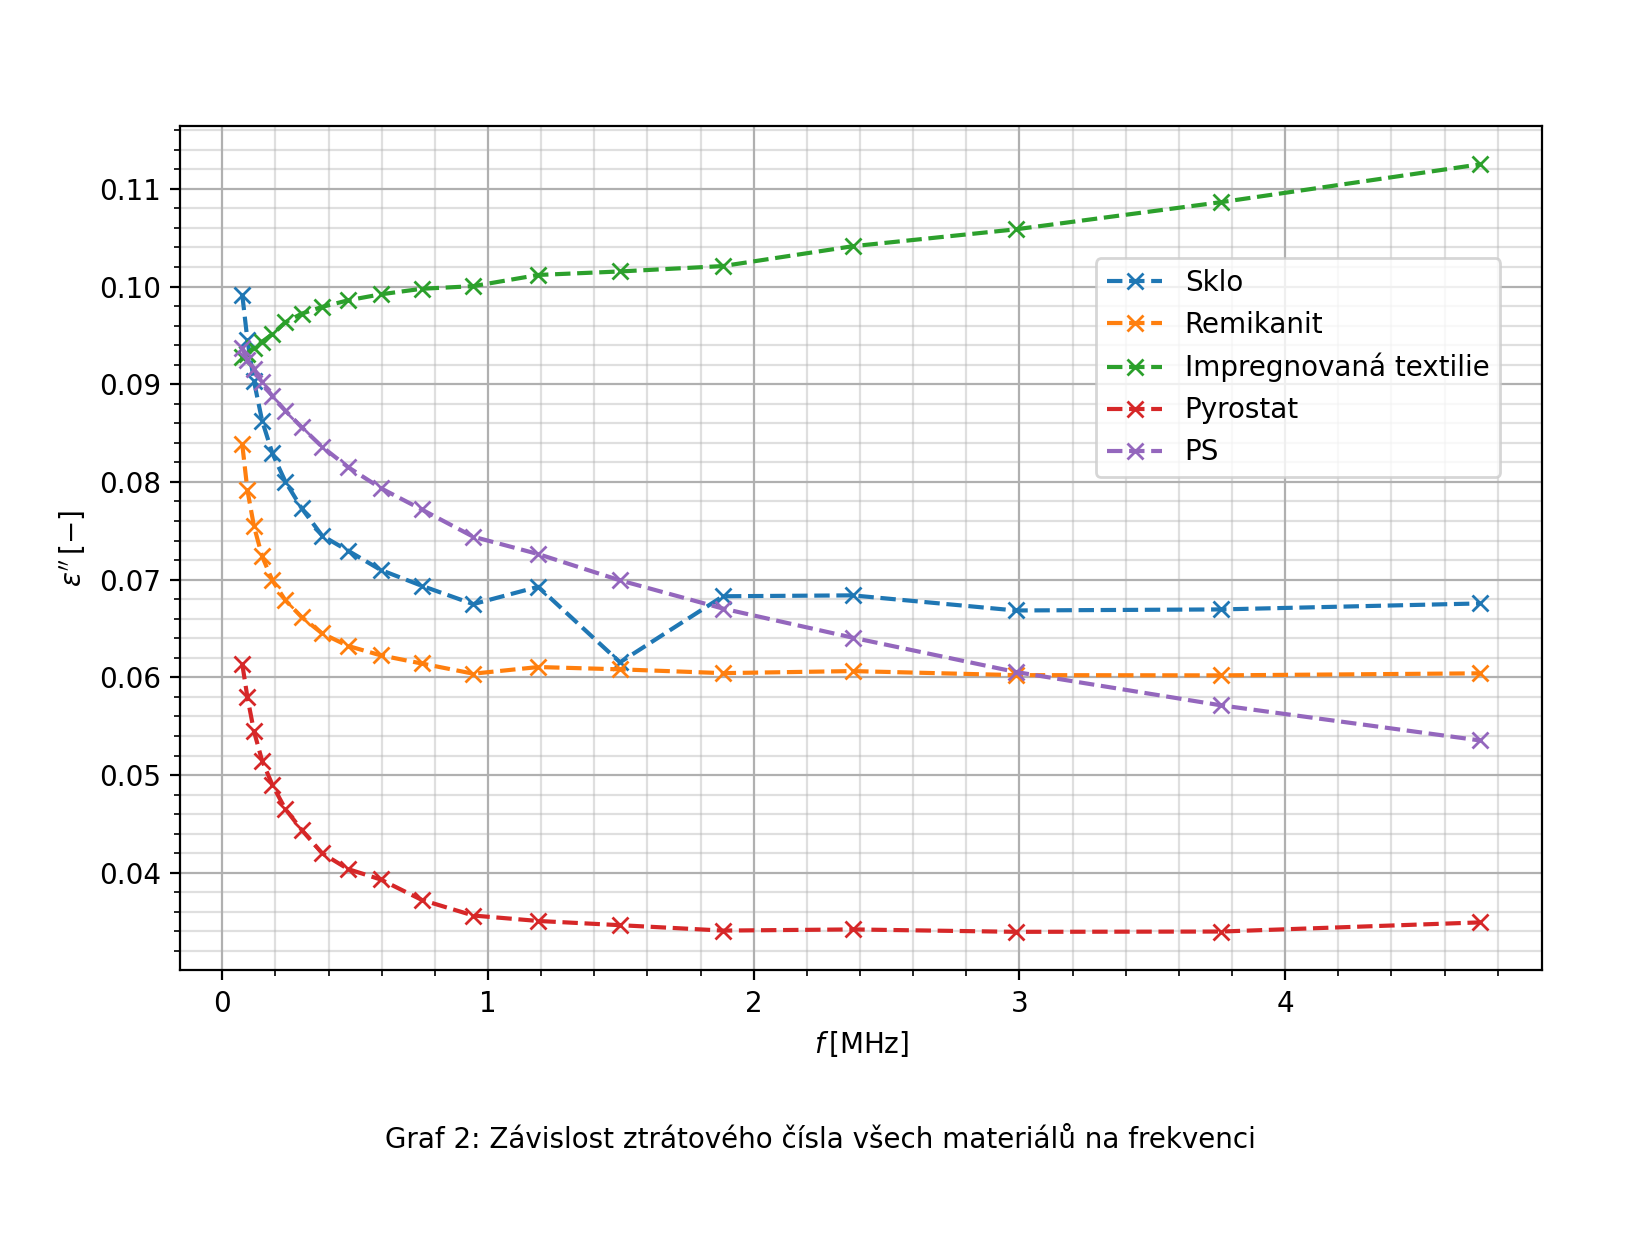 0.11
0.10
0.09
0.08
0.07
0.06
0.05
0.04
ε″ [−]
Sklo
Remikanit
Impregnovaná textilie
Pyrostat
PS
0 1 2 3 4
f [MHz]
Graf 2: Závislost ztrátového čísla všech materiálů na frekvenci